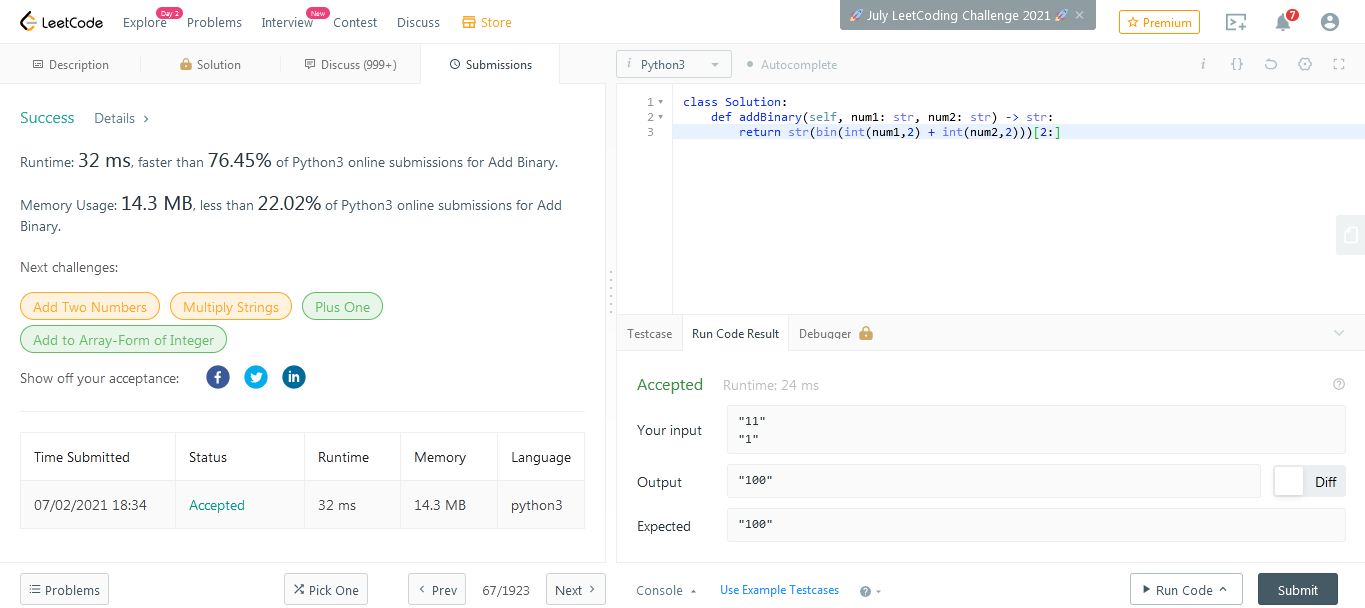 LeetCode Explore Day 2 Problems Interview New Contest Discuss Store 🚀 July LeetCoding Challenge 2021 🚀 × Premium 7
Description Solution Discuss (999+) Submissions
i Python3 Autocomplete i {}
Success Details >
Runtime: 32 ms, faster than 76.45% of Python3 online submissions for Add Binary.
Memory Usage: 14.3 MB, less than 22.02% of Python3 online submissions for Add
Binary.
Next challenges:
Add Two Numbers Multiply Strings Plus One
Add to Array-Form of Integer
Show off your acceptance: f in
Time Submitted Status Runtime Memory Language
07/02/2021 18:34 Accepted 32 ms 14.3 MB python3
Problems Pick One < Prev 67/1923 Next >
1 class Solution:
2 def addBinary(self, num1: str, num2: str) -> str:
3 return str(bin(int(num1,2) + int(num2,2)))[2:]
Testcase Run Code Result Debugger
Accepted Runtime: 24 ms ?
Your input "11"
"1"
Output "100" Diff
Expected "100"
Console Use Example Testcases ? Run Code Submit